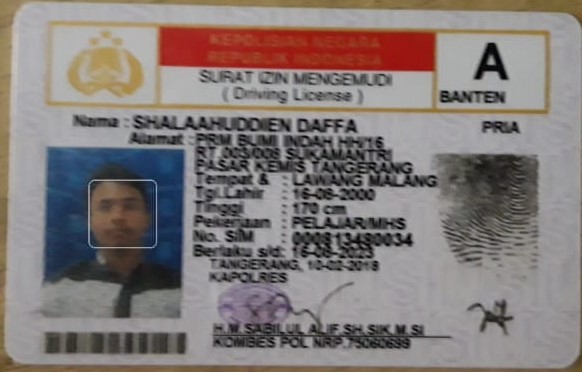 KEPOLISIAN NEGARA
REPUBLIK INDONESIA
SURAT IZIN MENGEMUDI
( Driving License )
A
BANTEN
Nama : SHALAAHUDDIEN DAFFA
PRIA
Alamat : PRM BUMI INDAH HH/16
RT.009/008 SUKAMANTRI
PASAR KEMIS TANGERANG
Tempat & : LAWANG MALANG
Tgl.Lahir : 16-06-2000
Tinggi : 170 cm
Pekerjaan : PELAJAR/MHS
No. SIM : 000813480034
Berlaku s/d : 16-06-2023
TANGERANG, 10-02-2018
KAPOLRES
H.M.SABILUL ALIF,SH,SIK,M.SI
KOMBES POL NRP.75060689